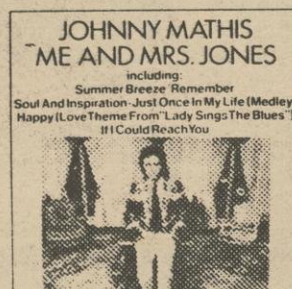 JOHNNY MATHIS
ME AND MRS. JONES
including:
Summer Breeze Remember
Soul And Inspiration-Just Once In My Life (Medley
Happy (Love Theme From "Lady Sings The Blues")
If I Could Reach You